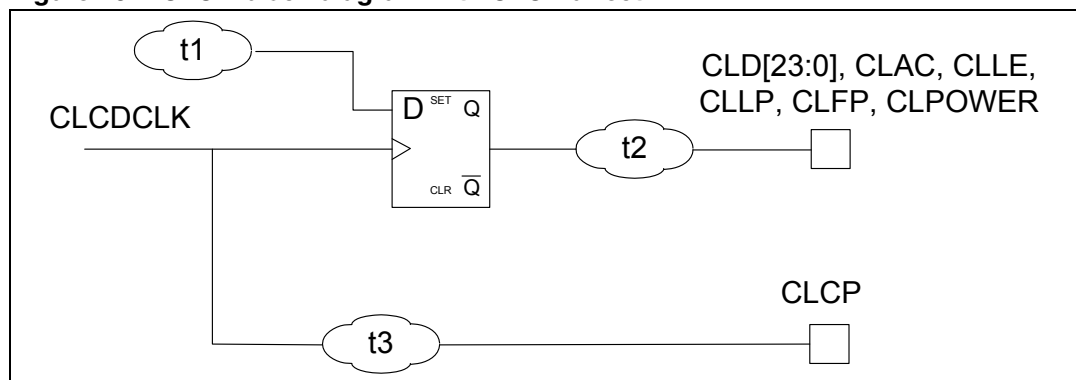 t1
CLD[23:0], CLAC, CLLE,
CLLP, CLFP, CLPOWER
CLCDCLK
D SET Q
t2
CLR Q
CLCP
t3